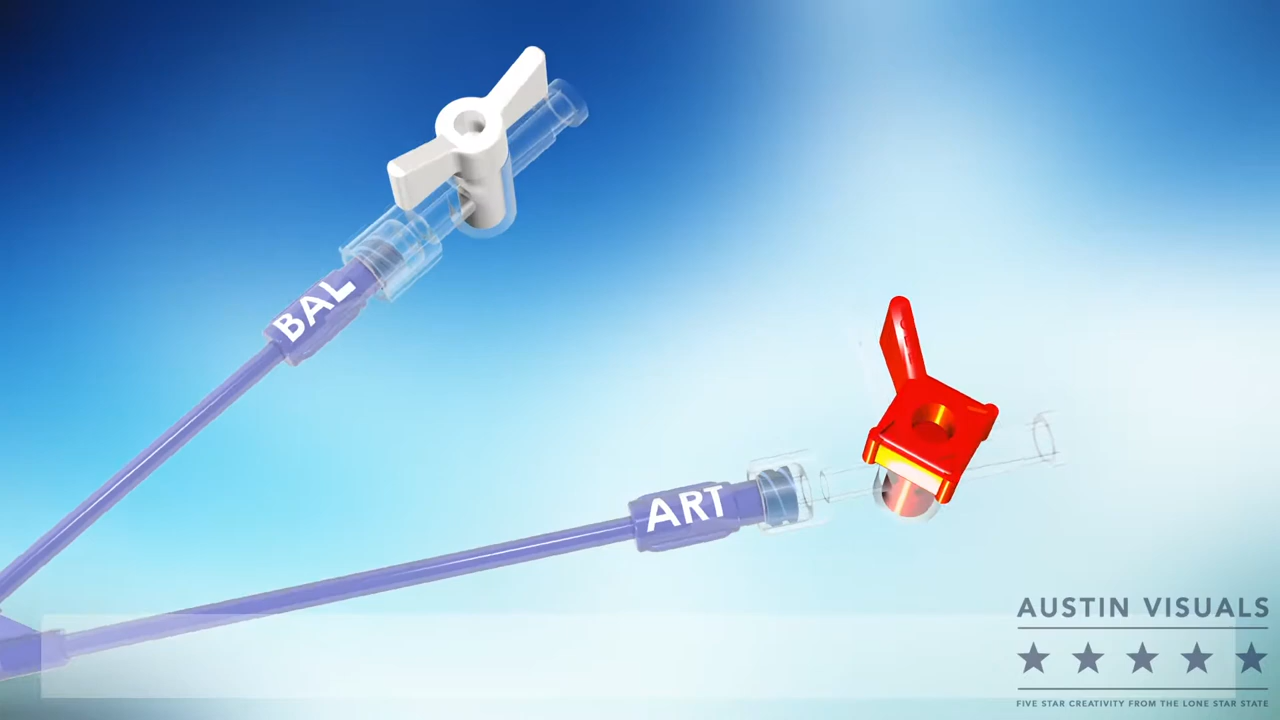 BAL
ART
AUSTIN VISUALS
FIVE STAR CREATIVITY FROM THE LONE STAR STATE